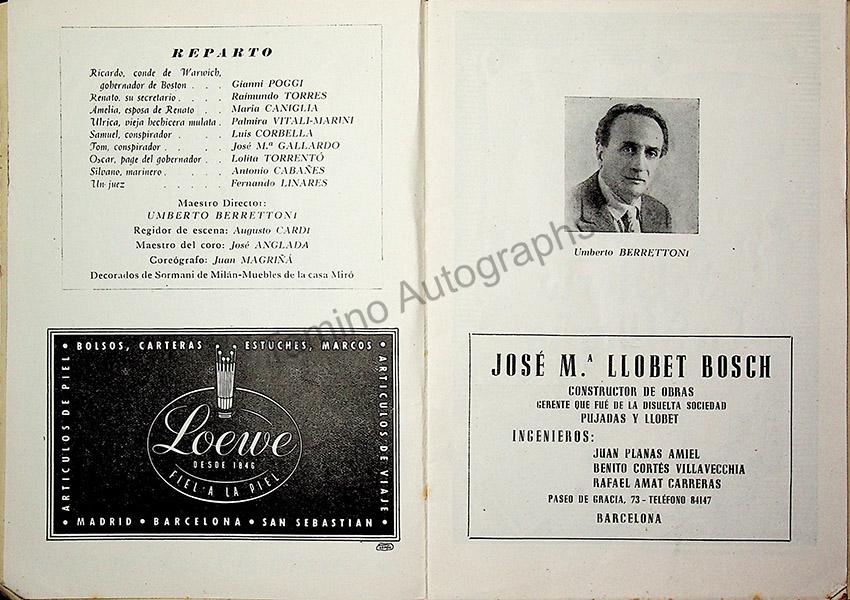 REPARTO
Ricardo, conde de Warwich,
gobernador de Boston . . . Gianni POGGI
Renato, su secretario . . . . Raimundo TORRES
Amelia, esposa de Renato . . Maria CANIGLIA
Ulrica, vieja hechicera mulata . Palmira VITALI-MARINI
Samuel, conspirador . . . . Luis CORBELLA
Tom, conspirador . . . . . José M.ª GALLARDO
Oscar, page del gobernador . . Lolita TORRENTÓ
Silvano, marinero . . . . . Antonio CABAÑES
Un juez . . . . . Fernando LINARES
Maestro Director:
UMBERTO BERRETTONI
Regidor de escena: Augusto CARDI
Maestro del coro: José ANGLADA
Coreógrafo: Juan MAGRIÑÁ
Decorados de Sormani de Milán-Muebles de la casa Miró
• BOLSOS, CARTERAS • • ESTUCHES, MARCOS •
ARTICULOS DE PIEL
ARTICULOS DE VIAJE
Loewe
DESDE 1846
FIEL·A LA PIEL
• MADRID • BARCELONA • SAN SEBASTIAN •
Umberto BERRETTONI
JOSÉ M.ª LLOBET BOSCH
CONSTRUCTOR DE OBRAS
GERENTE QUE FUÉ DE LA DISUELTA SOCIEDAD
PUJADAS Y LLOBET
INGENIEROS:
JUAN PLANAS AMIEL
BENITO CORTÉS VILLAVECCHIA
RAFAEL AMAT CARRERAS
PASEO DE GRACIA, 73 - TELÉFONO 84147
BARCELONA
Tamino Autographs